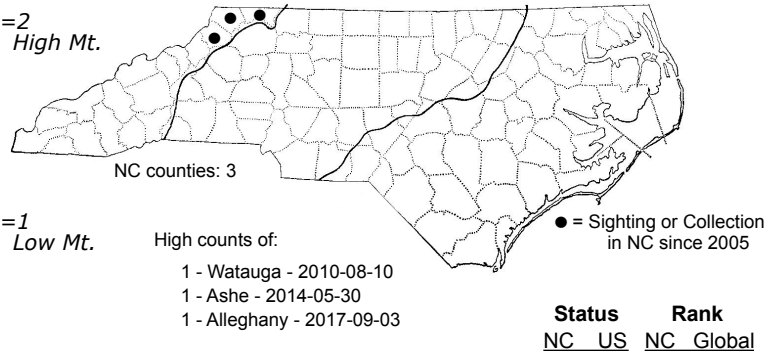 =2
High Mt.
NC counties: 3
=1
Low Mt.
High counts of:
1 - Watauga - 2010-08-10
1 - Ashe - 2014-05-30
1 - Alleghany - 2017-09-03
● = Sighting or Collection
in NC since 2005
Status Rank
NC US NC Global